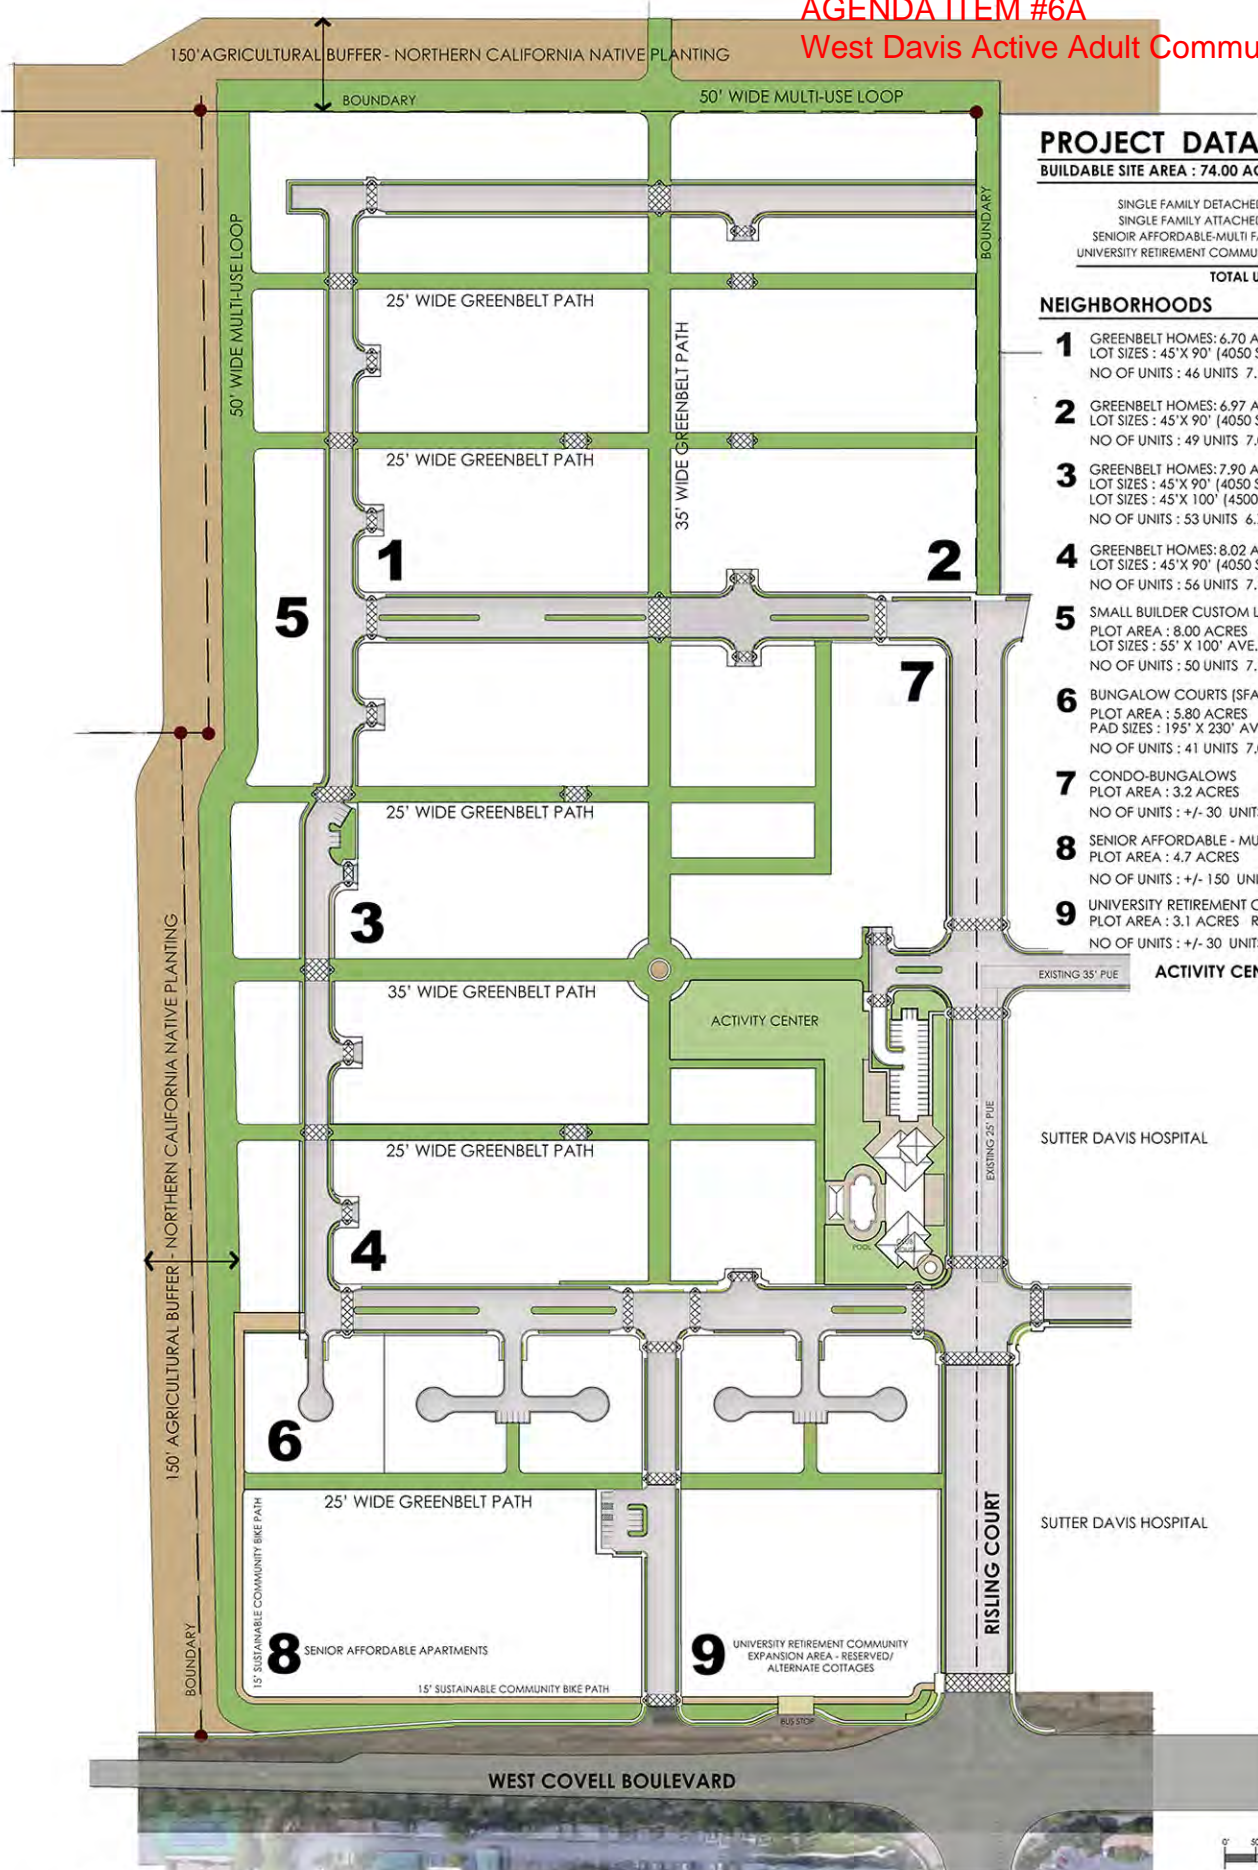 AGENDA ITEM #6A
West Davis Active Adult Commu
150' AGRICULTURAL BUFFER - NORTHERN CALIFORNIA NATIVE PLANTING
BOUNDARY
50' WIDE MULTI-USE LOOP
PROJECT DATA
BUILDABLE SITE AREA : 74.00 AC
SINGLE FAMILY DETACHED
SINGLE FAMILY ATTACHED
SENIOIR AFFORDABLE-MULTI FA
UNIVERSITY RETIREMENT COMMU
TOTAL U
NEIGHBORHOODS
1 GREENBELT HOMES: 6.70 A
LOT SIZES : 45'X 90' (4050 S
NO OF UNITS : 46 UNITS 7.
2 GREENBELT HOMES: 6.97 A
LOT SIZES : 45'X 90' (4050 S
NO OF UNITS : 49 UNITS 7.
3 GREENBELT HOMES: 7.90 A
LOT SIZES : 45'X 90' (4050 S
LOT SIZES : 45'X 100' (4500
NO OF UNITS : 53 UNITS 6.
4 GREENBELT HOMES: 8.02 A
LOT SIZES : 45'X 90' (4050 S
NO OF UNITS : 56 UNITS 7.
5 SMALL BUILDER CUSTOM L
PLOT AREA : 8.00 ACRES
LOT SIZES : 55' X 100' AVE.
NO OF UNITS : 50 UNITS 7.
6 BUNGALOW COURTS (SFA
PLOT AREA : 5.80 ACRES
PAD SIZES : 195' X 230' AV
NO OF UNITS : 41 UNITS 7.
7 CONDO-BUNGALOWS
PLOT AREA : 3.2 ACRES
NO OF UNITS : +/- 30 UNIT
8 SENIOR AFFORDABLE - MU
PLOT AREA : 4.7 ACRES
NO OF UNITS : +/- 150 UNI
9 UNIVERSITY RETIREMENT C
PLOT AREA : 3.1 ACRES R
NO OF UNITS : +/- 30 UNIT
ACTIVITY CEN
50' WIDE MULTI-USE LOOP
BOUNDARY
25' WIDE GREENBELT PATH
35' WIDE GREENBELT PATH
25' WIDE GREENBELT PATH
1
2
5
7
25' WIDE GREENBELT PATH
3
EXISTING 35' PUE
35' WIDE GREENBELT PATH
ACTIVITY CENTER
150' AGRICULTURAL BUFFER - NORTHERN CALIFORNIA NATIVE PLANTING
EXISTING 25' PUE
SUTTER DAVIS HOSPITAL
25' WIDE GREENBELT PATH
4
POOL
CLUB
HOUSE
6
25' WIDE GREENBELT PATH
15' SUSTAINABLE COMMUNITY BIKE PATH
RISLING COURT
SUTTER DAVIS HOSPITAL
BOUNDARY
8 SENIOR AFFORDABLE APARTMENTS
9 UNIVERSITY RETIREMENT COMMUNITY
EXPANSION AREA - RESERVED/
ALTERNATE COTTAGES
15' SUSTAINABLE COMMUNITY BIKE PATH
BUS STOP
WEST COVELL BOULEVARD
0'